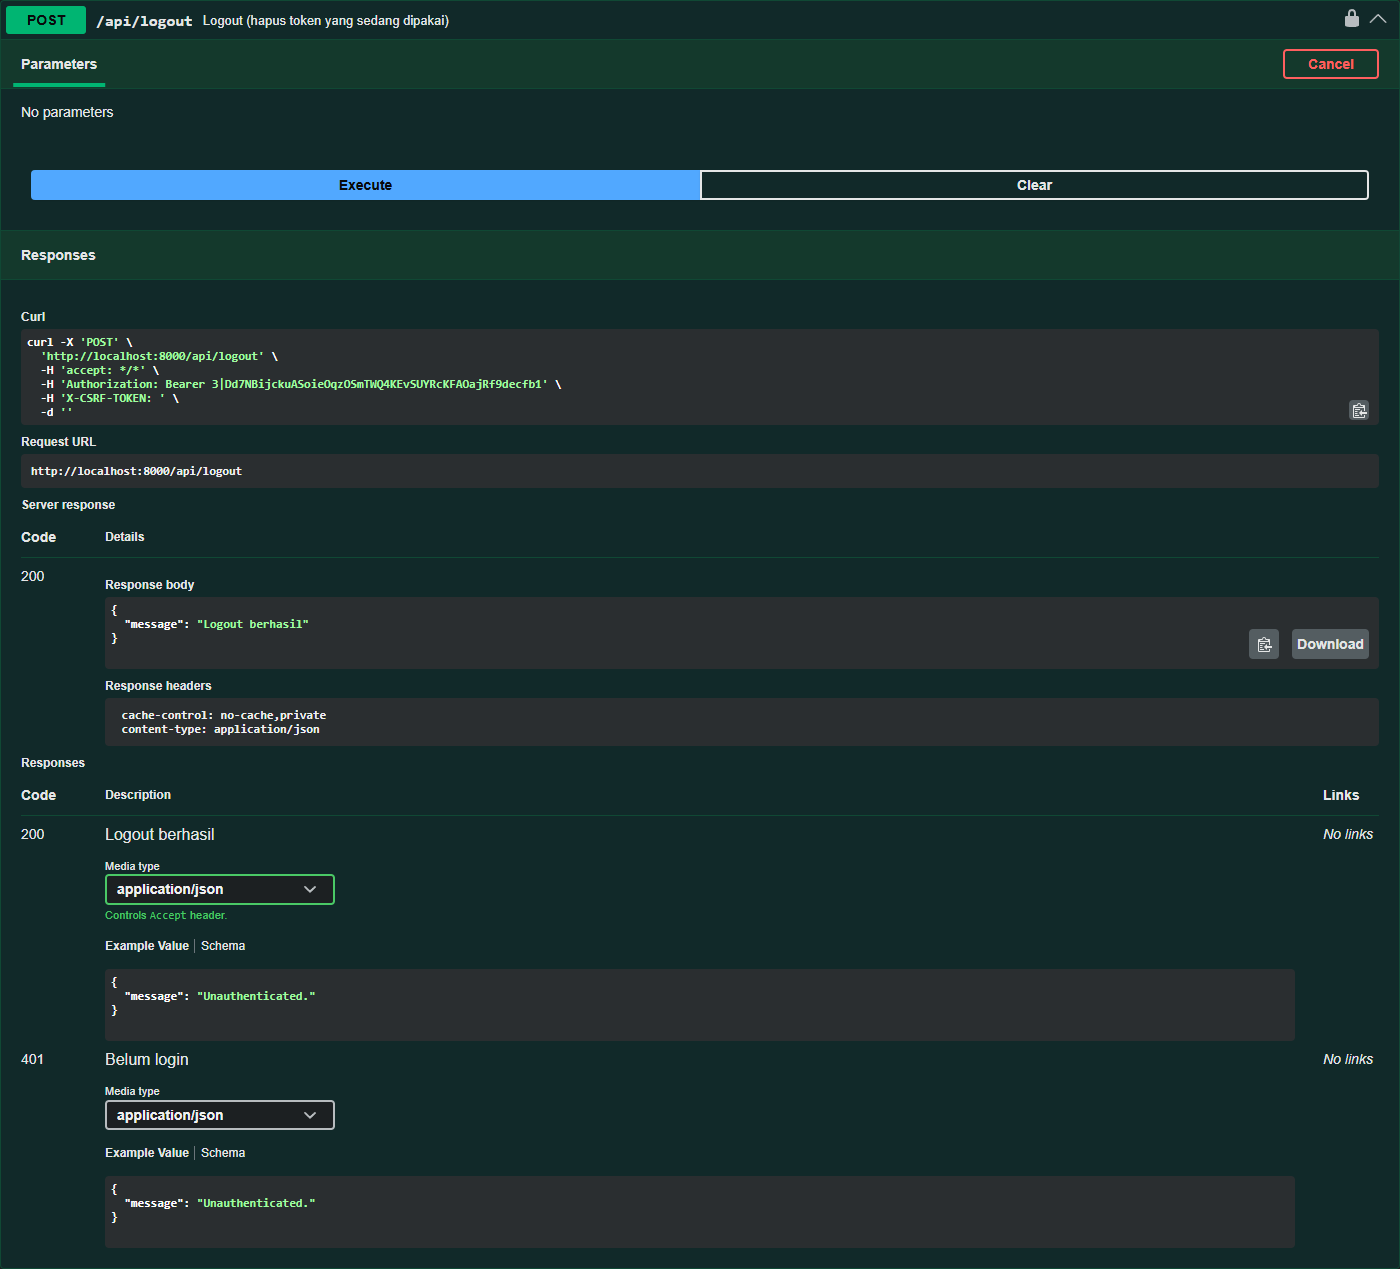 POST /api/logout Logout (hapus token yang sedang dipakai)
Parameters Cancel
No parameters
Execute Clear
Responses
Curl
curl -X 'POST' \
  'http://localhost:8000/api/logout' \
  -H 'accept: */*' \
  -H 'Authorization: Bearer 3|Dd7NBijckuASoieOqzOSmTWQ4KEvSUYRcKFAOajRf9decfb1' \
  -H 'X-CSRF-TOKEN: ' \
  -d ''
Request URL
http://localhost:8000/api/logout
Server response
Code Details
200
Response body
{
  "message": "Logout berhasil"
}
Download
Response headers
cache-control: no-cache,private
content-type: application/json
Responses
Code Description Links
200 Logout berhasil No links
Media type
application/json
Controls Accept header.
Example Value Schema
{
  "message": "Unauthenticated."
}
401 Belum login No links
Media type
application/json
Example Value Schema
{
  "message": "Unauthenticated."
}